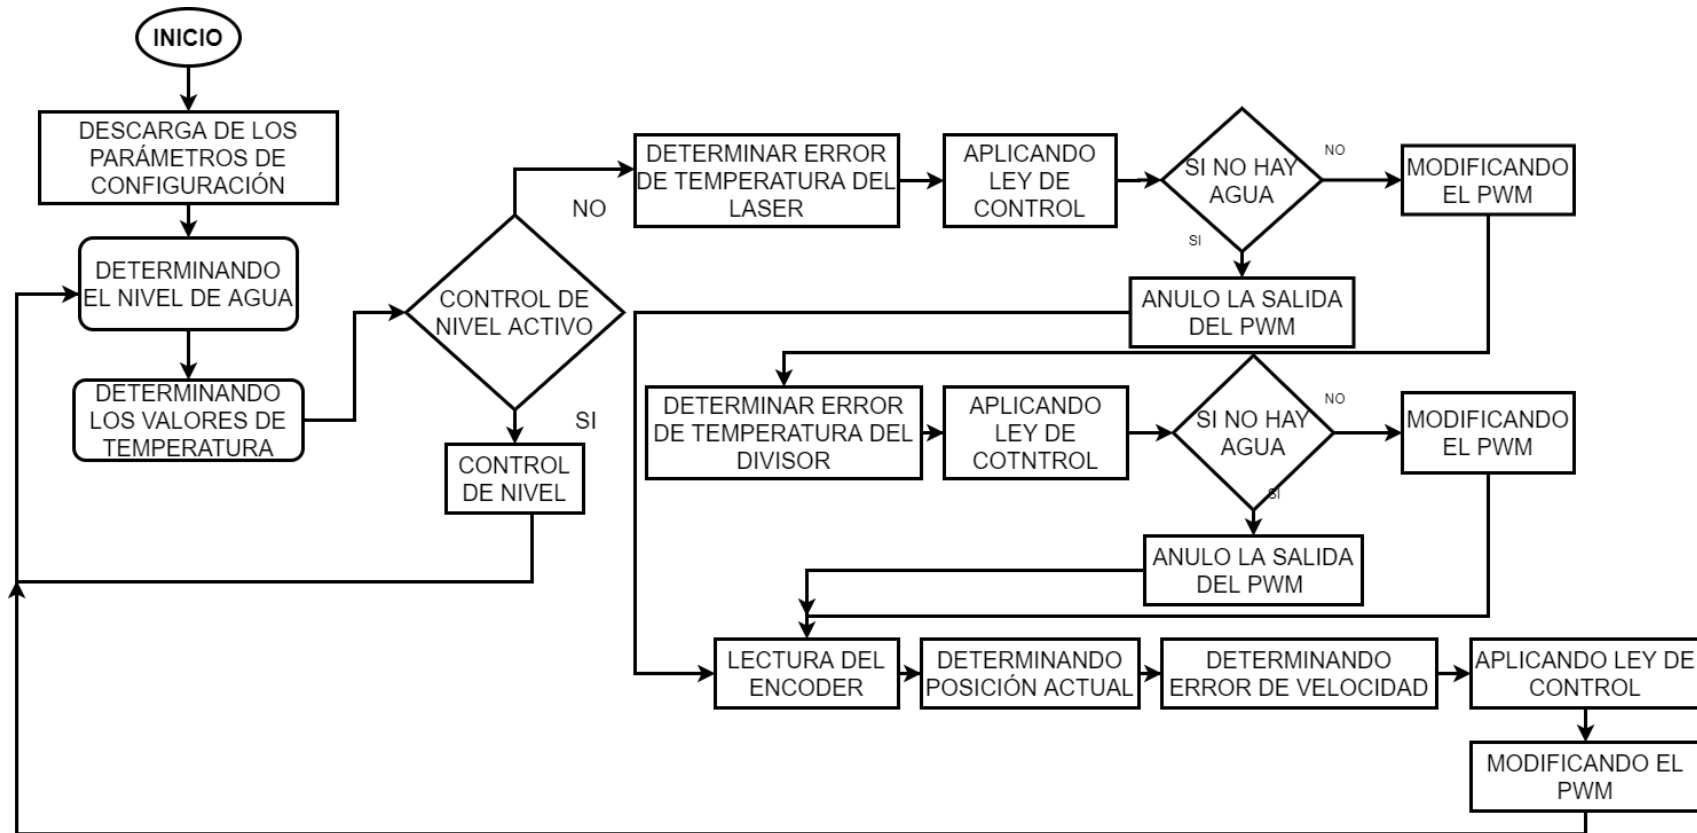 INICIO
DESCARGA DE LOS
PARÁMETROS DE
CONFIGURACIÓN
DETERMINANDO
EL NIVEL DE AGUA
DETERMINANDO
LOS VALORES DE
TEMPERATURA
CONTROL DE
NIVEL ACTIVO
NO
SI
CONTROL
DE NIVEL
DETERMINAR ERROR
DE TEMPERATURA DEL
LASER
APLICANDO
LEY DE
CONTROL
SI NO HAY
AGUA
NO
SI
MODIFICANDO
EL PWM
ANULO LA SALIDA
DEL PWM
DETERMINAR ERROR
DE TEMPERATURA DEL
DIVISOR
APLICANDO
LEY DE
COTNTROL
SI NO HAY
AGUA
NO
SI
MODIFICANDO
EL PWM
ANULO LA SALIDA
DEL PWM
LECTURA DEL
ENCODER
DETERMINANDO
POSICIÓN ACTUAL
DETERMINANDO
ERROR DE VELOCIDAD
APLICANDO LEY DE
CONTROL
MODIFICANDO EL
PWM